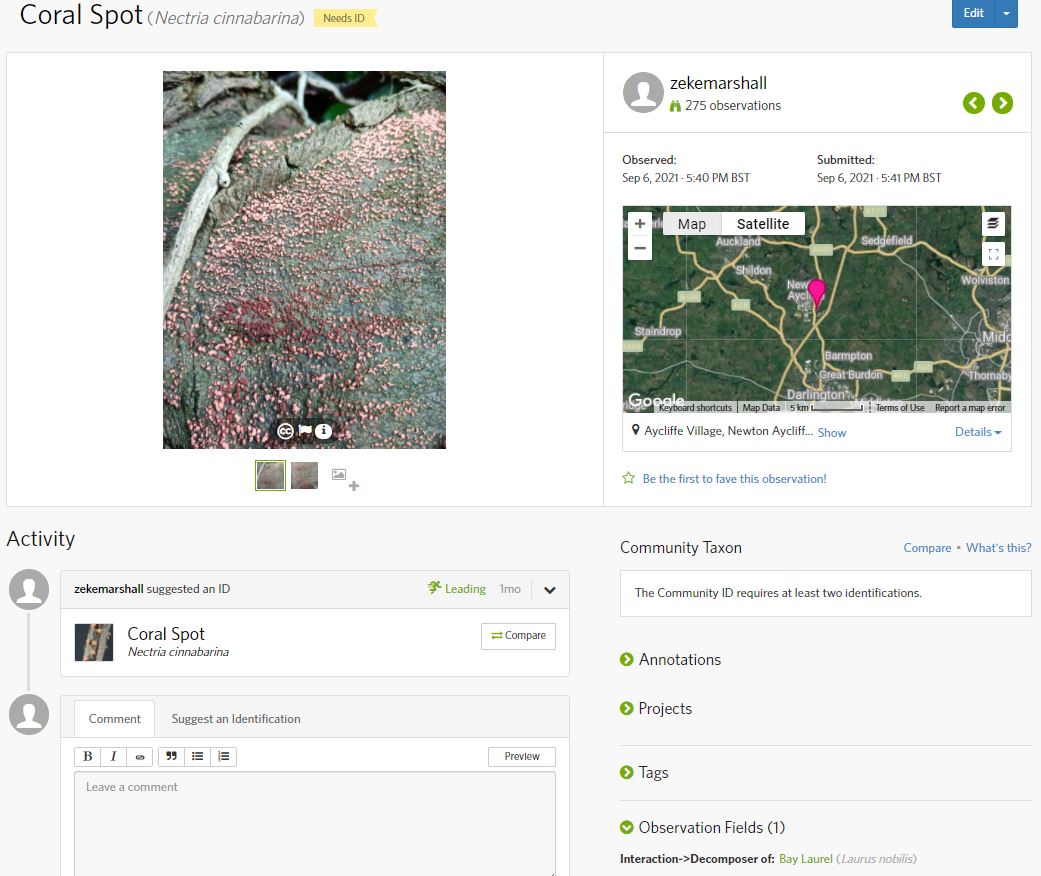 Coral Spot (Nectria cinnabarina) Needs ID
Edit
zekemarshall
275 observations
Observed:
Sep 6, 2021 · 5:40 PM BST
Submitted:
Sep 6, 2021 · 5:41 PM BST
+
−
Map Satellite
Auckland
Sedgefield
Shildon
Wolviston
Staindrop
Barmpton
Great Burdon
Thornaby
Darlington
Google
Keyboard shortcuts Map Data 5 km Terms of Use Report a map error
Aycliffe Village, Newton Aycliff... Show
Details
Be the first to fave this observation!
cc i
Activity
zekemarshall suggested an ID Leading 1mo
Coral Spot
Nectria cinnabarina
Compare
Comment Suggest an Identification
B I
Preview
Leave a comment
Community Taxon
Compare • What's this?
The Community ID requires at least two identifications.
Annotations
Projects
Tags
Observation Fields (1)
Interaction->Decomposer of: Bay Laurel (Laurus nobilis)